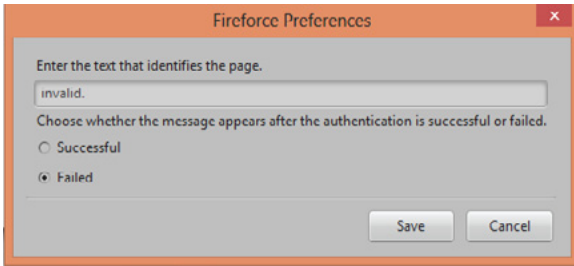 Fireforce Preferences
x
Enter the text that identifies the page.
invalid.
Choose whether the message appears after the authentication is successful or failed.
Successful
Failed
Save Cancel